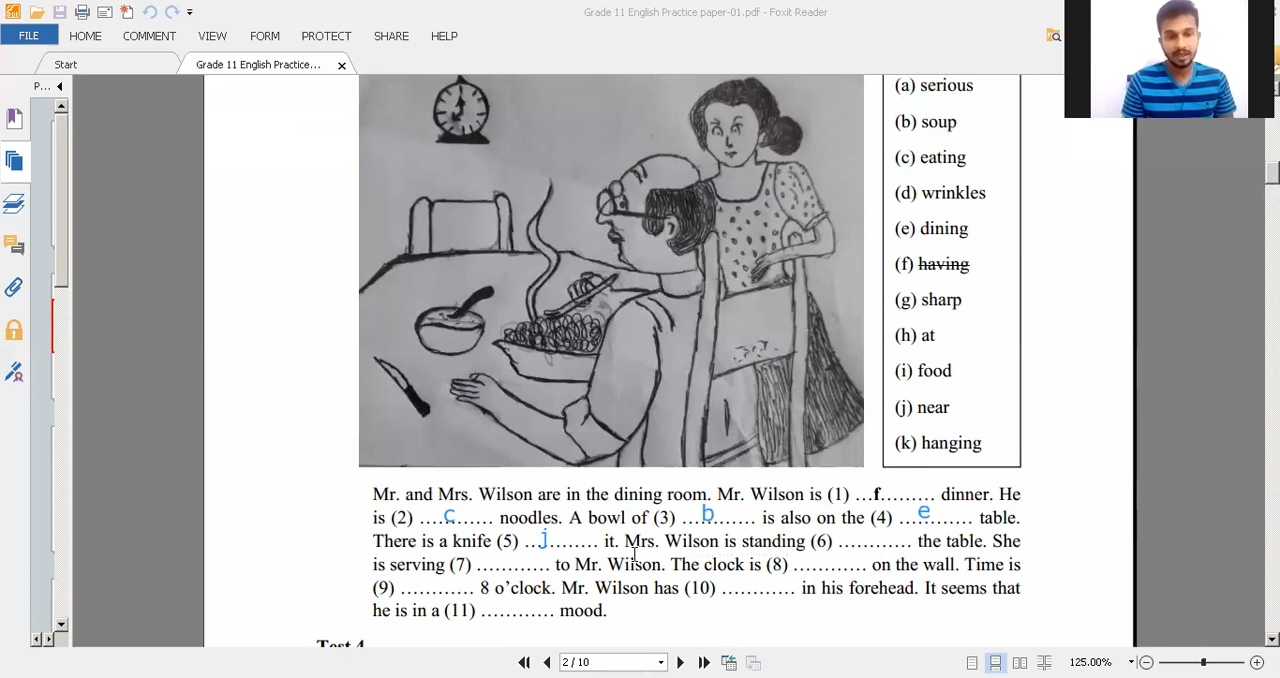 Grade 11 English Practice paper-01.pdf - Foxit Reader
FILE HOME COMMENT VIEW FORM PROTECT SHARE HELP
Start Grade 11 English Practice...
P...
(a) serious
(b) soup
(c) eating
(d) wrinkles
(e) dining
(f) having
(g) sharp
(h) at
(i) food
(j) near
(k) hanging
Mr. and Mrs. Wilson are in the dining room. Mr. Wilson is (1) …f……… dinner. He
is (2) …c……… noodles. A bowl of (3) …b……… is also on the (4) …e……… table.
There is a knife (5) …j……… it. Mrs. Wilson is standing (6) ………… the table. She
is serving (7) ………… to Mr. Wilson. The clock is (8) ………… on the wall. Time is
(9) ………… 8 o’clock. Mr. Wilson has (10) ………… in his forehead. It seems that
he is in a (11) ………… mood.
Test 4
2 / 10
125.00%